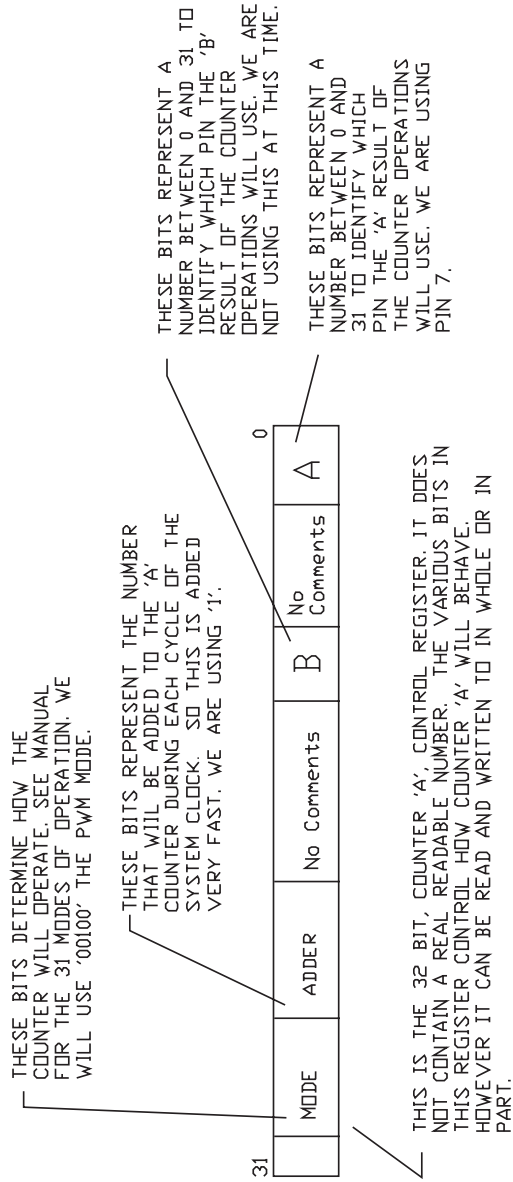 THESE BITS DETERMINE HOW THE
COUNTER WILL OPERATE. SEE MANUAL
FOR THE 31 MODES OF OPERATION. WE
WILL USE '00100' THE PWM MODE.
THESE BITS REPRESENT THE NUMBER
THAT WILL BE ADDED TO THE 'A'
COUNTER DURING EACH CYCLE OF THE
SYSTEM CLOCK. SO THIS IS ADDED
VERY FAST. WE ARE USING '1'.
THESE BITS REPRESENT A
NUMBER BETWEEN 0 AND 31 TO
IDENTIFY WHICH PIN THE 'B'
RESULT OF THE COUNTER
OPERATIONS WILL USE. WE ARE
NOT USING THIS AT THIS TIME.
THESE BITS REPRESENT A
NUMBER BETWEEN 0 AND
31 TO IDENTIFY WHICH
PIN THE 'A' RESULT OF
THE COUNTER OPERATIONS
WILL USE. WE ARE USING
PIN 7.
31
0
MODE
ADDER
No Comments
B
No
Comments
A
THIS IS THE 32 BIT, COUNTER 'A', CONTROL REGISTER. IT DOES
NOT CONTAIN A REAL READABLE NUMBER. THE VARIOUS BITS IN
THIS REGISTER CONTROL HOW COUNTER 'A' WILL BEHAVE.
HOWEVER IT CAN BE READ AND WRITTEN TO IN WHOLE OR IN
PART.